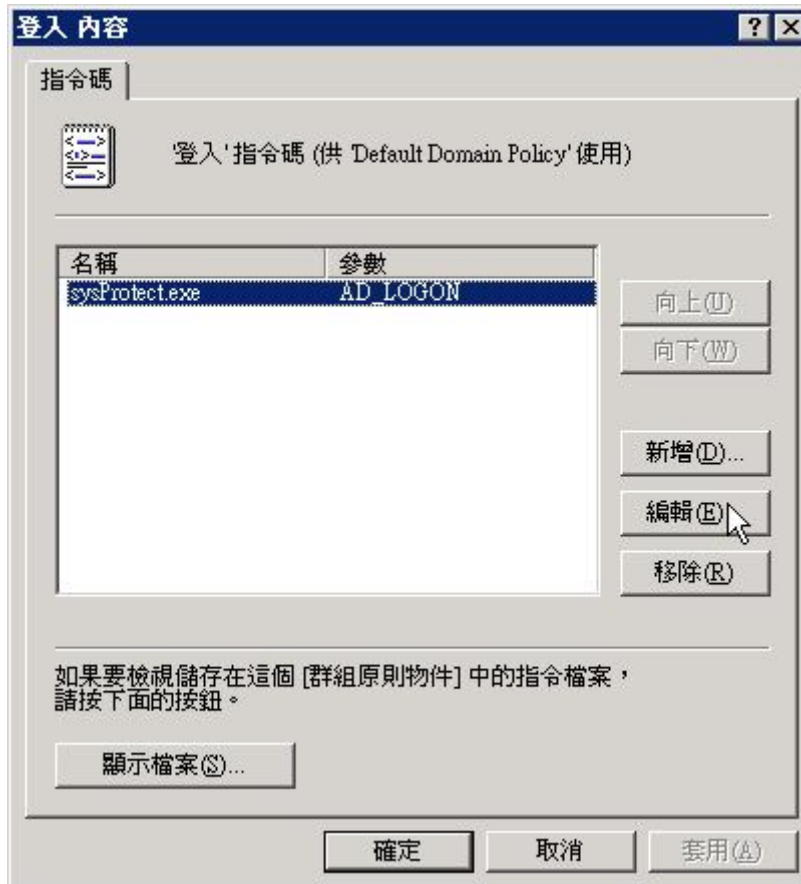 登入 內容
指令碼
'登入' 指令碼 (供 'Default Domain Policy' 使用)
名稱 參數
sysProtect.exe AD_LOGON
向上(U)
向下(W)
新增(D)...
編輯(E)
移除(R)
如果要檢視儲存在這個 [群組原則物件] 中的指令檔案，
請按下面的按鈕。
顯示檔案(S)...
確定 取消 套用(A)